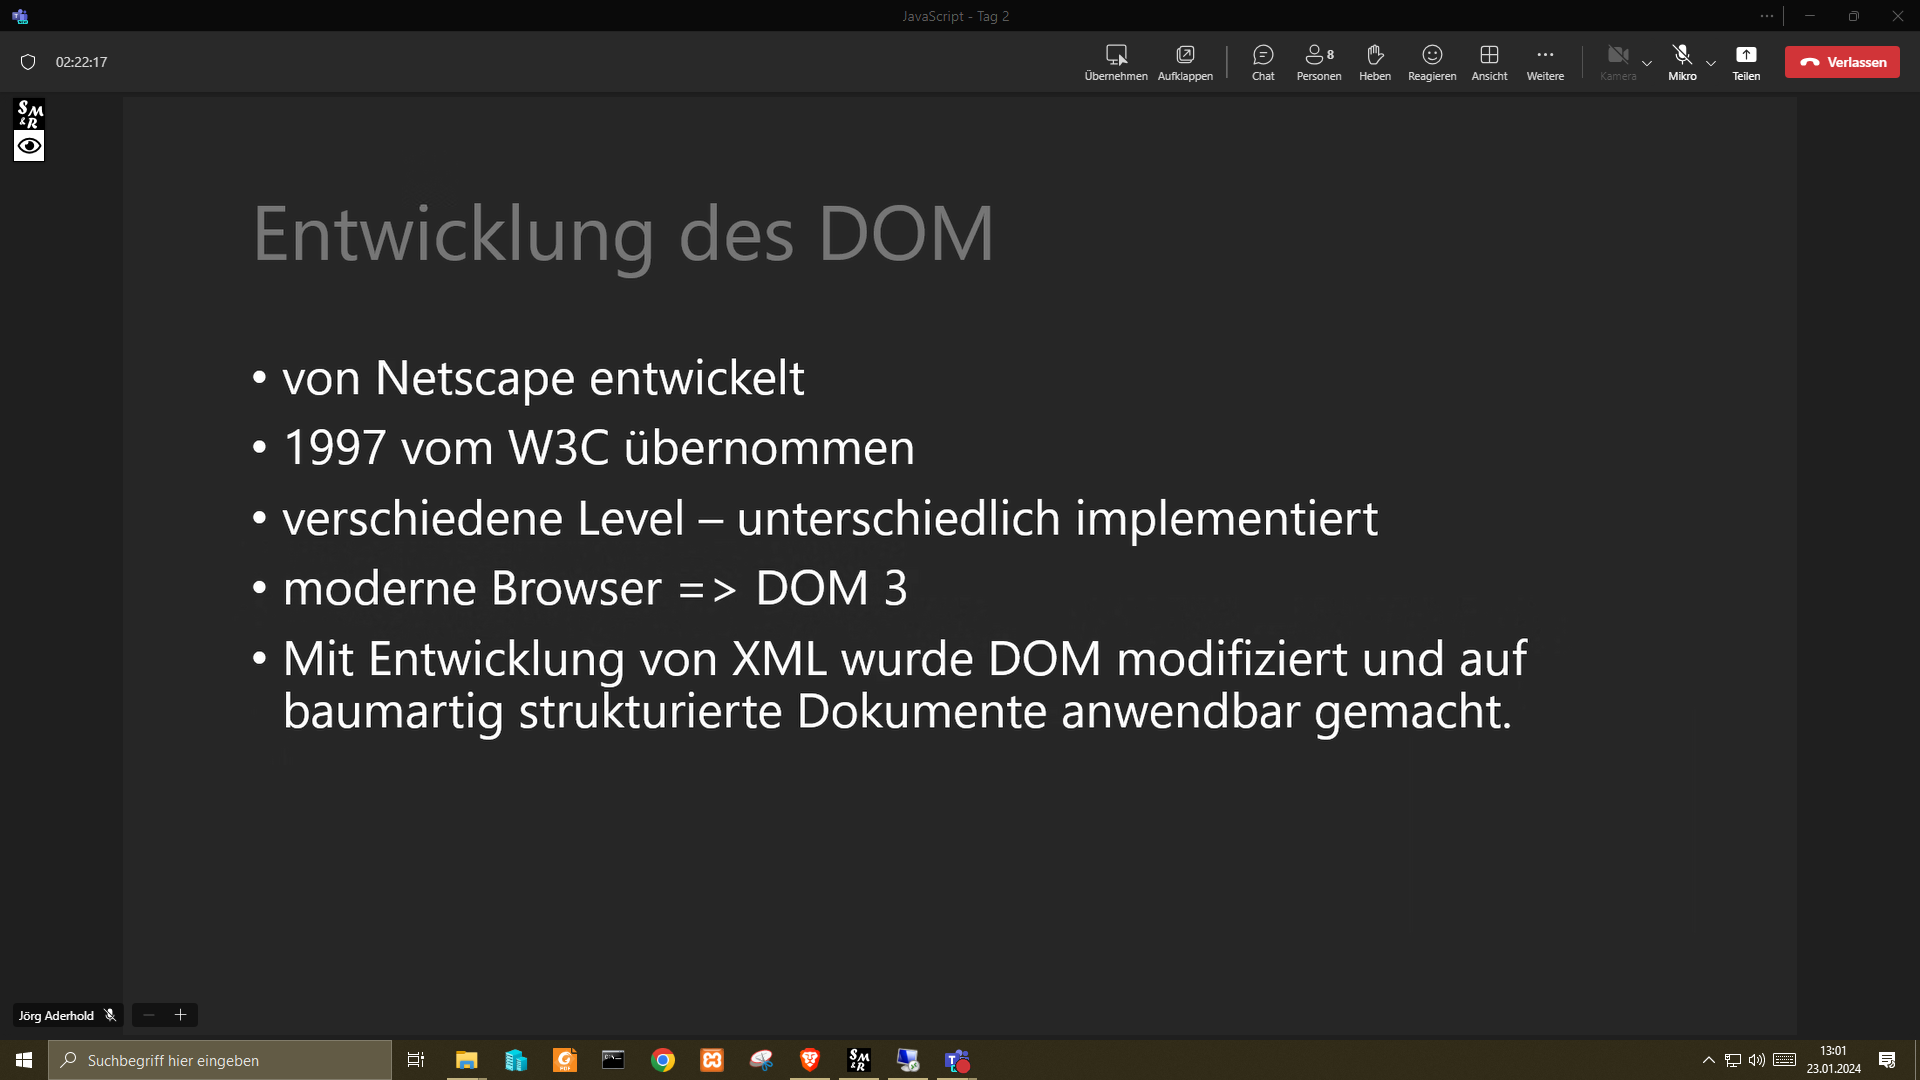 JavaScript - Tag 2
02:22:17
Übernehmen Aufklappen Chat Personen 8 Heben Reagieren Ansicht Weitere Kamera Mikro Teilen Verlassen
S M & R
Entwicklung des DOM
• von Netscape entwickelt
• 1997 vom W3C übernommen
• verschiedene Level – unterschiedlich implementiert
• moderne Browser => DOM 3
• Mit Entwicklung von XML wurde DOM modifiziert und auf
baumartig strukturierte Dokumente anwendbar gemacht.
Jörg Aderhold
Suchbegriff hier eingeben
13:01
23.01.2024